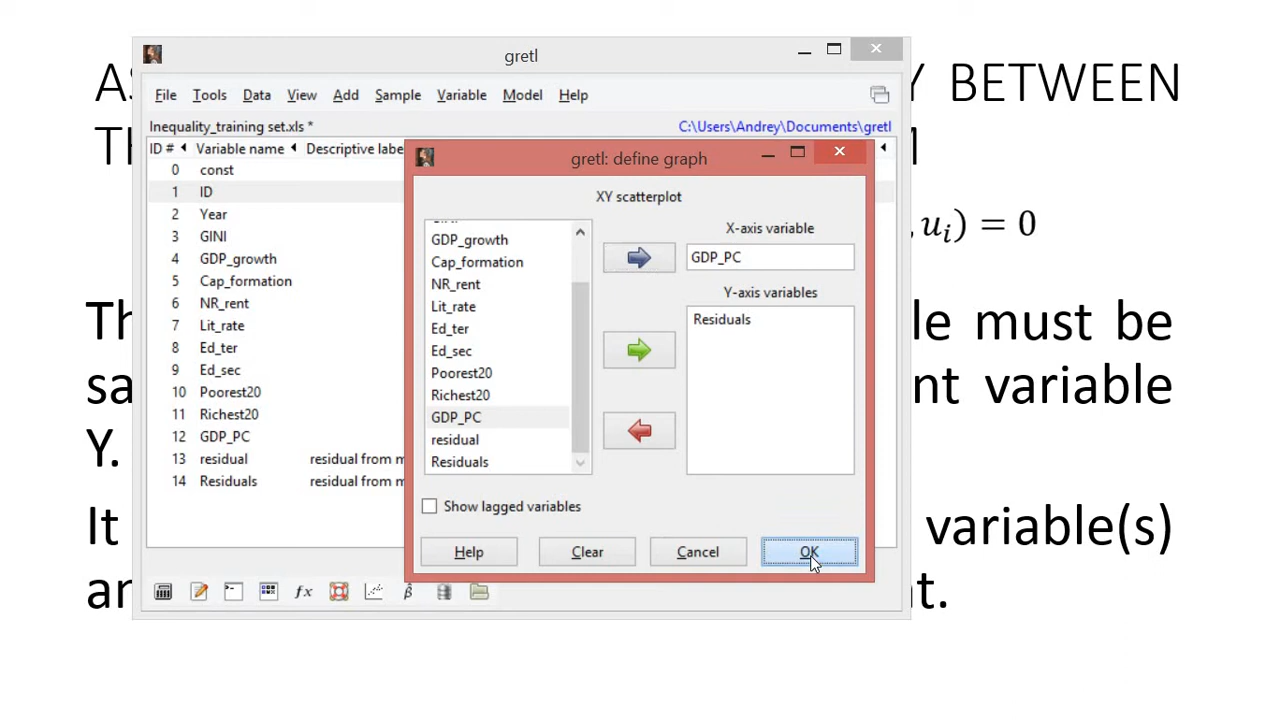 gretl
Y BETWEEN
File Tools Data View Add Sample Variable Model Help
Inequality_training set.xls * C:\Users\Andrey\Documents\gretl
ID # Variable name Descriptive labe
0 const
1 ID
2 Year
3 GINI
4 GDP_growth
5 Cap_formation
6 NR_rent
7 Lit_rate
8 Ed_ter
9 Ed_sec
10 Poorest20
11 Richest20
12 GDP_PC
13 residual residual from m
14 Residuals residual from m
gretl: define graph
XY scatterplot
GDP_growth
Cap_formation
NR_rent
Lit_rate
Ed_ter
Ed_sec
Poorest20
Richest20
GDP_PC
residual
Residuals
X-axis variable
GDP_PC
Y-axis variables
Residuals
Show lagged variables
Help Clear Cancel OK
, u_i) = 0
Th le must be
sa nt variable
Y.
It variable(s)
an t.